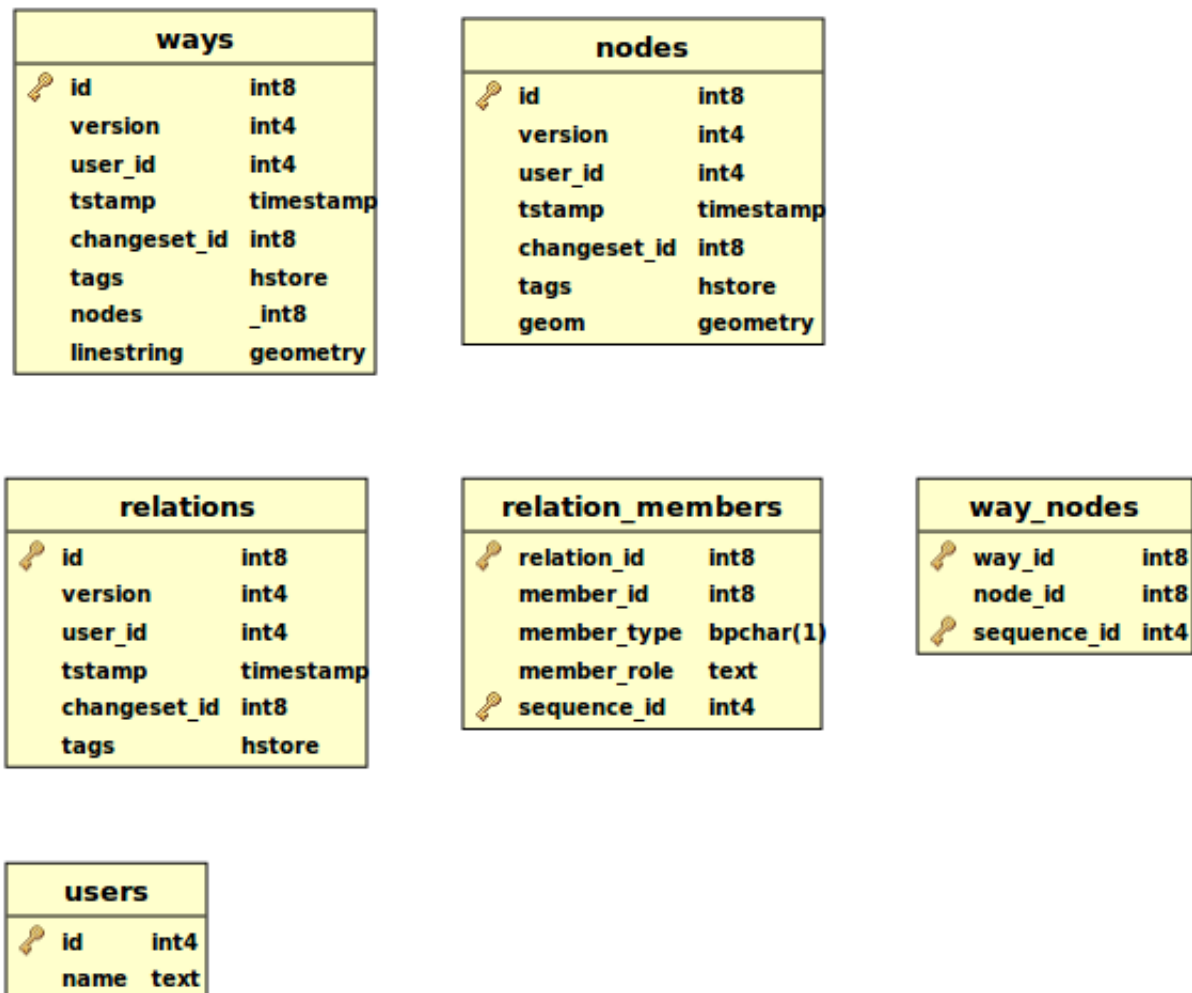 ways
id int8
version int4
user_id int4
tstamp timestamp
changeset_id int8
tags hstore
nodes _int8
linestring geometry
nodes
id int8
version int4
user_id int4
tstamp timestamp
changeset_id int8
tags hstore
geom geometry
relations
id int8
version int4
user_id int4
tstamp timestamp
changeset_id int8
tags hstore
relation_members
relation_id int8
member_id int8
member_type bpchar(1)
member_role text
sequence_id int4
way_nodes
way_id int8
node_id int8
sequence_id int4
users
id int4
name text